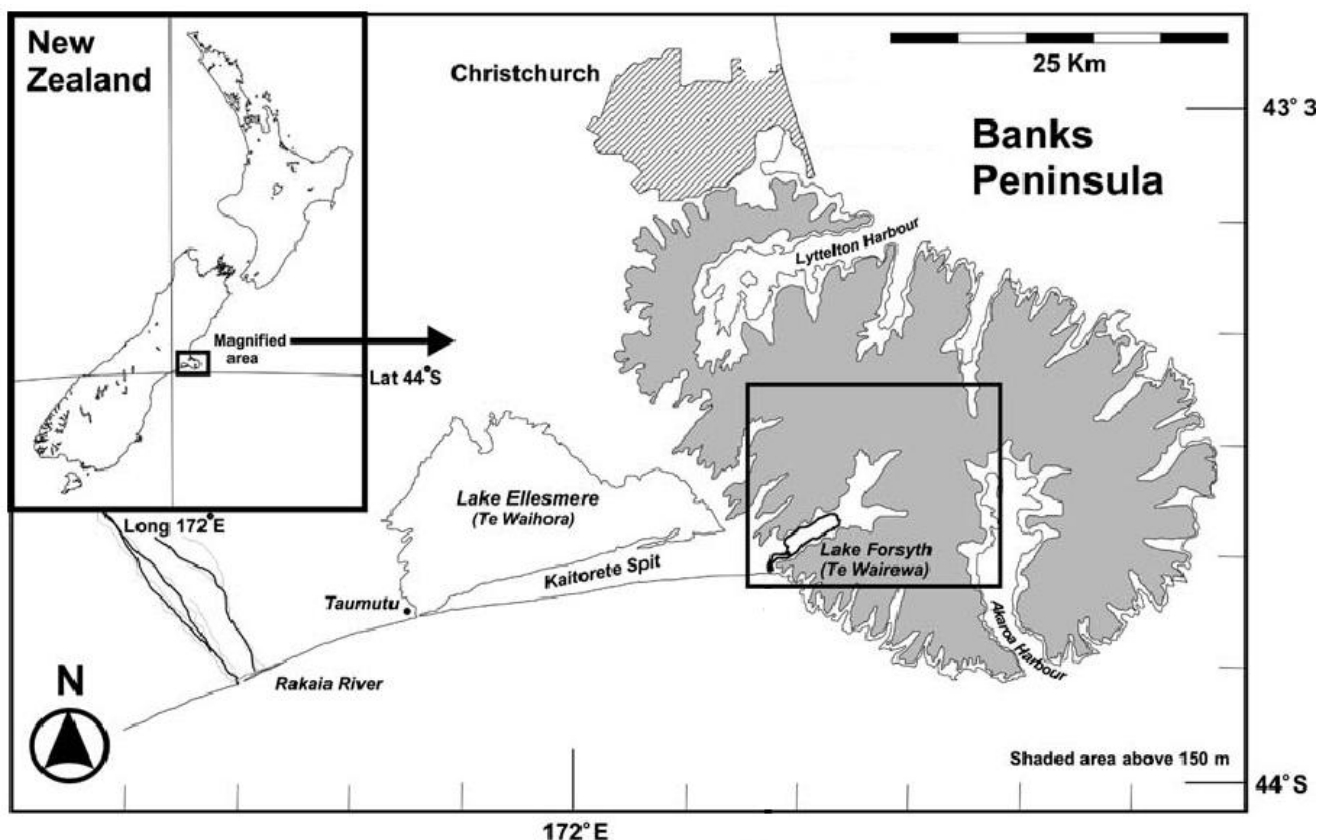 New
Zealand
Magnified
area
Lat 44°S
Long 172°E
Christchurch
25 Km
43° 3
Banks
Peninsula
Lyttelton Harbour
Lake Ellesmere
(Te Waihora)
Kaitorete Spit
Lake Forsyth
(Te Wairewa)
Taumutu
Akaroa Harbour
Rakaia River
N
Shaded area above 150 m
44°S
172°E